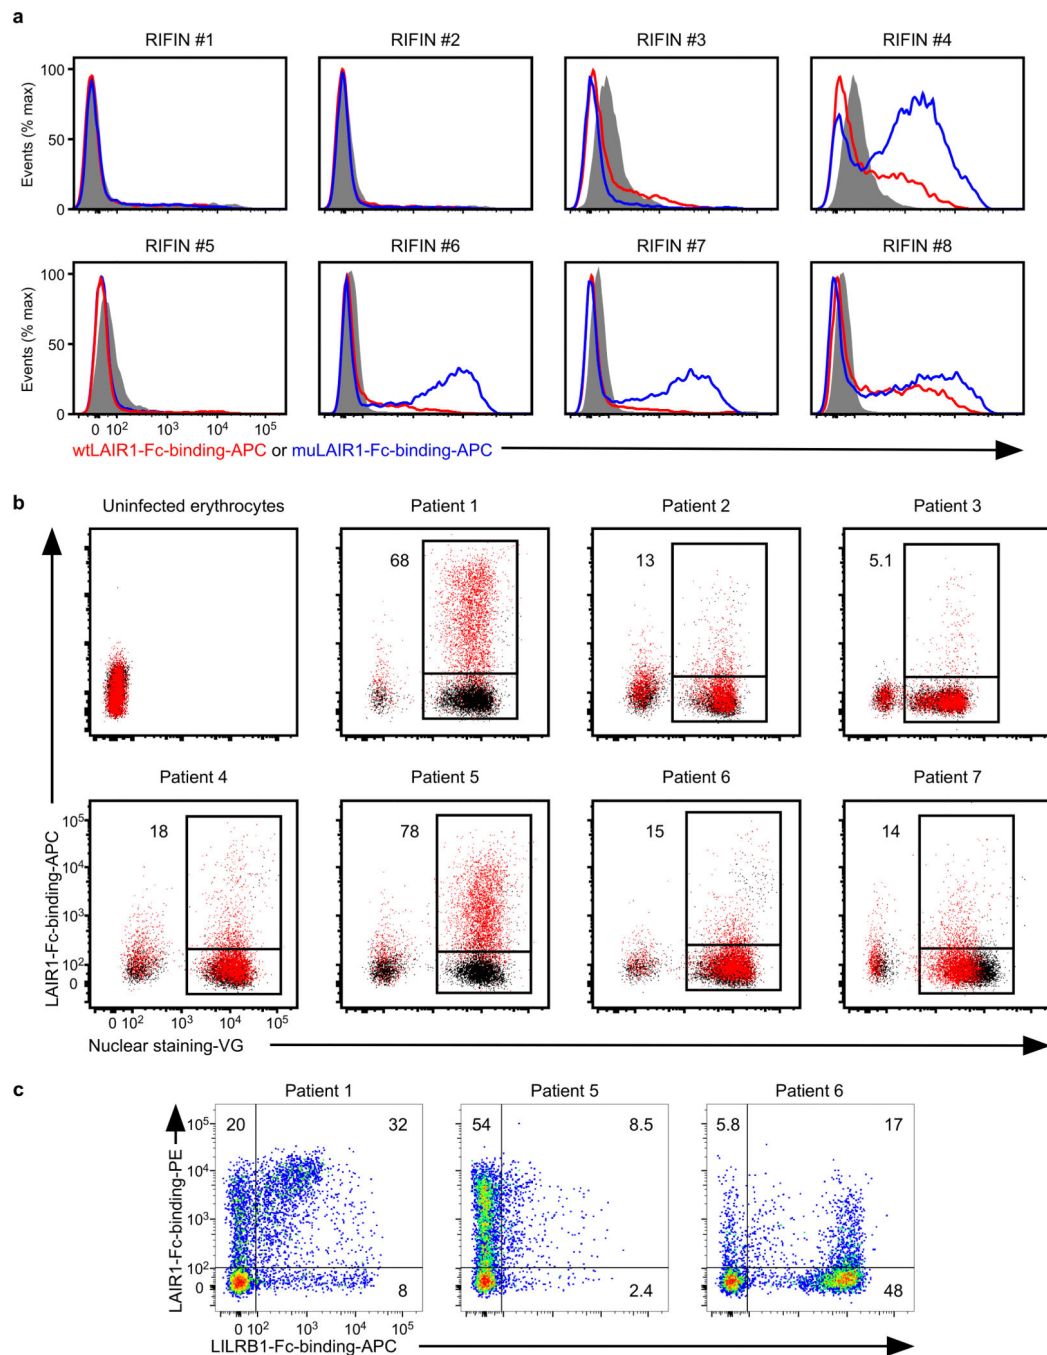 a
RIFIN #1 RIFIN #2 RIFIN #3 RIFIN #4
Events (% max)
100
50
0
RIFIN #5 RIFIN #6 RIFIN #7 RIFIN #8
Events (% max)
100
50
0
0 10² 10³ 10⁴ 10⁵
wtLAIR1-Fc-binding-APC or muLAIR1-Fc-binding-APC
b
Uninfected erythrocytes Patient 1 Patient 2 Patient 3
68 13 5.1
Patient 4 Patient 5 Patient 6 Patient 7
18 78 15 14
LAIR1-Fc-binding-APC
10⁵
10⁴
10³
10²
0
0 10² 10³ 10⁴ 10⁵
Nuclear staining-VG
c
Patient 1 Patient 5 Patient 6
20 32 54 8.5 5.8 17
LAIR1-Fc-binding-PE
10⁵
10⁴
10³
10²
0
8 2.4 48
0 10² 10³ 10⁴ 10⁵
LILRB1-Fc-binding-APC